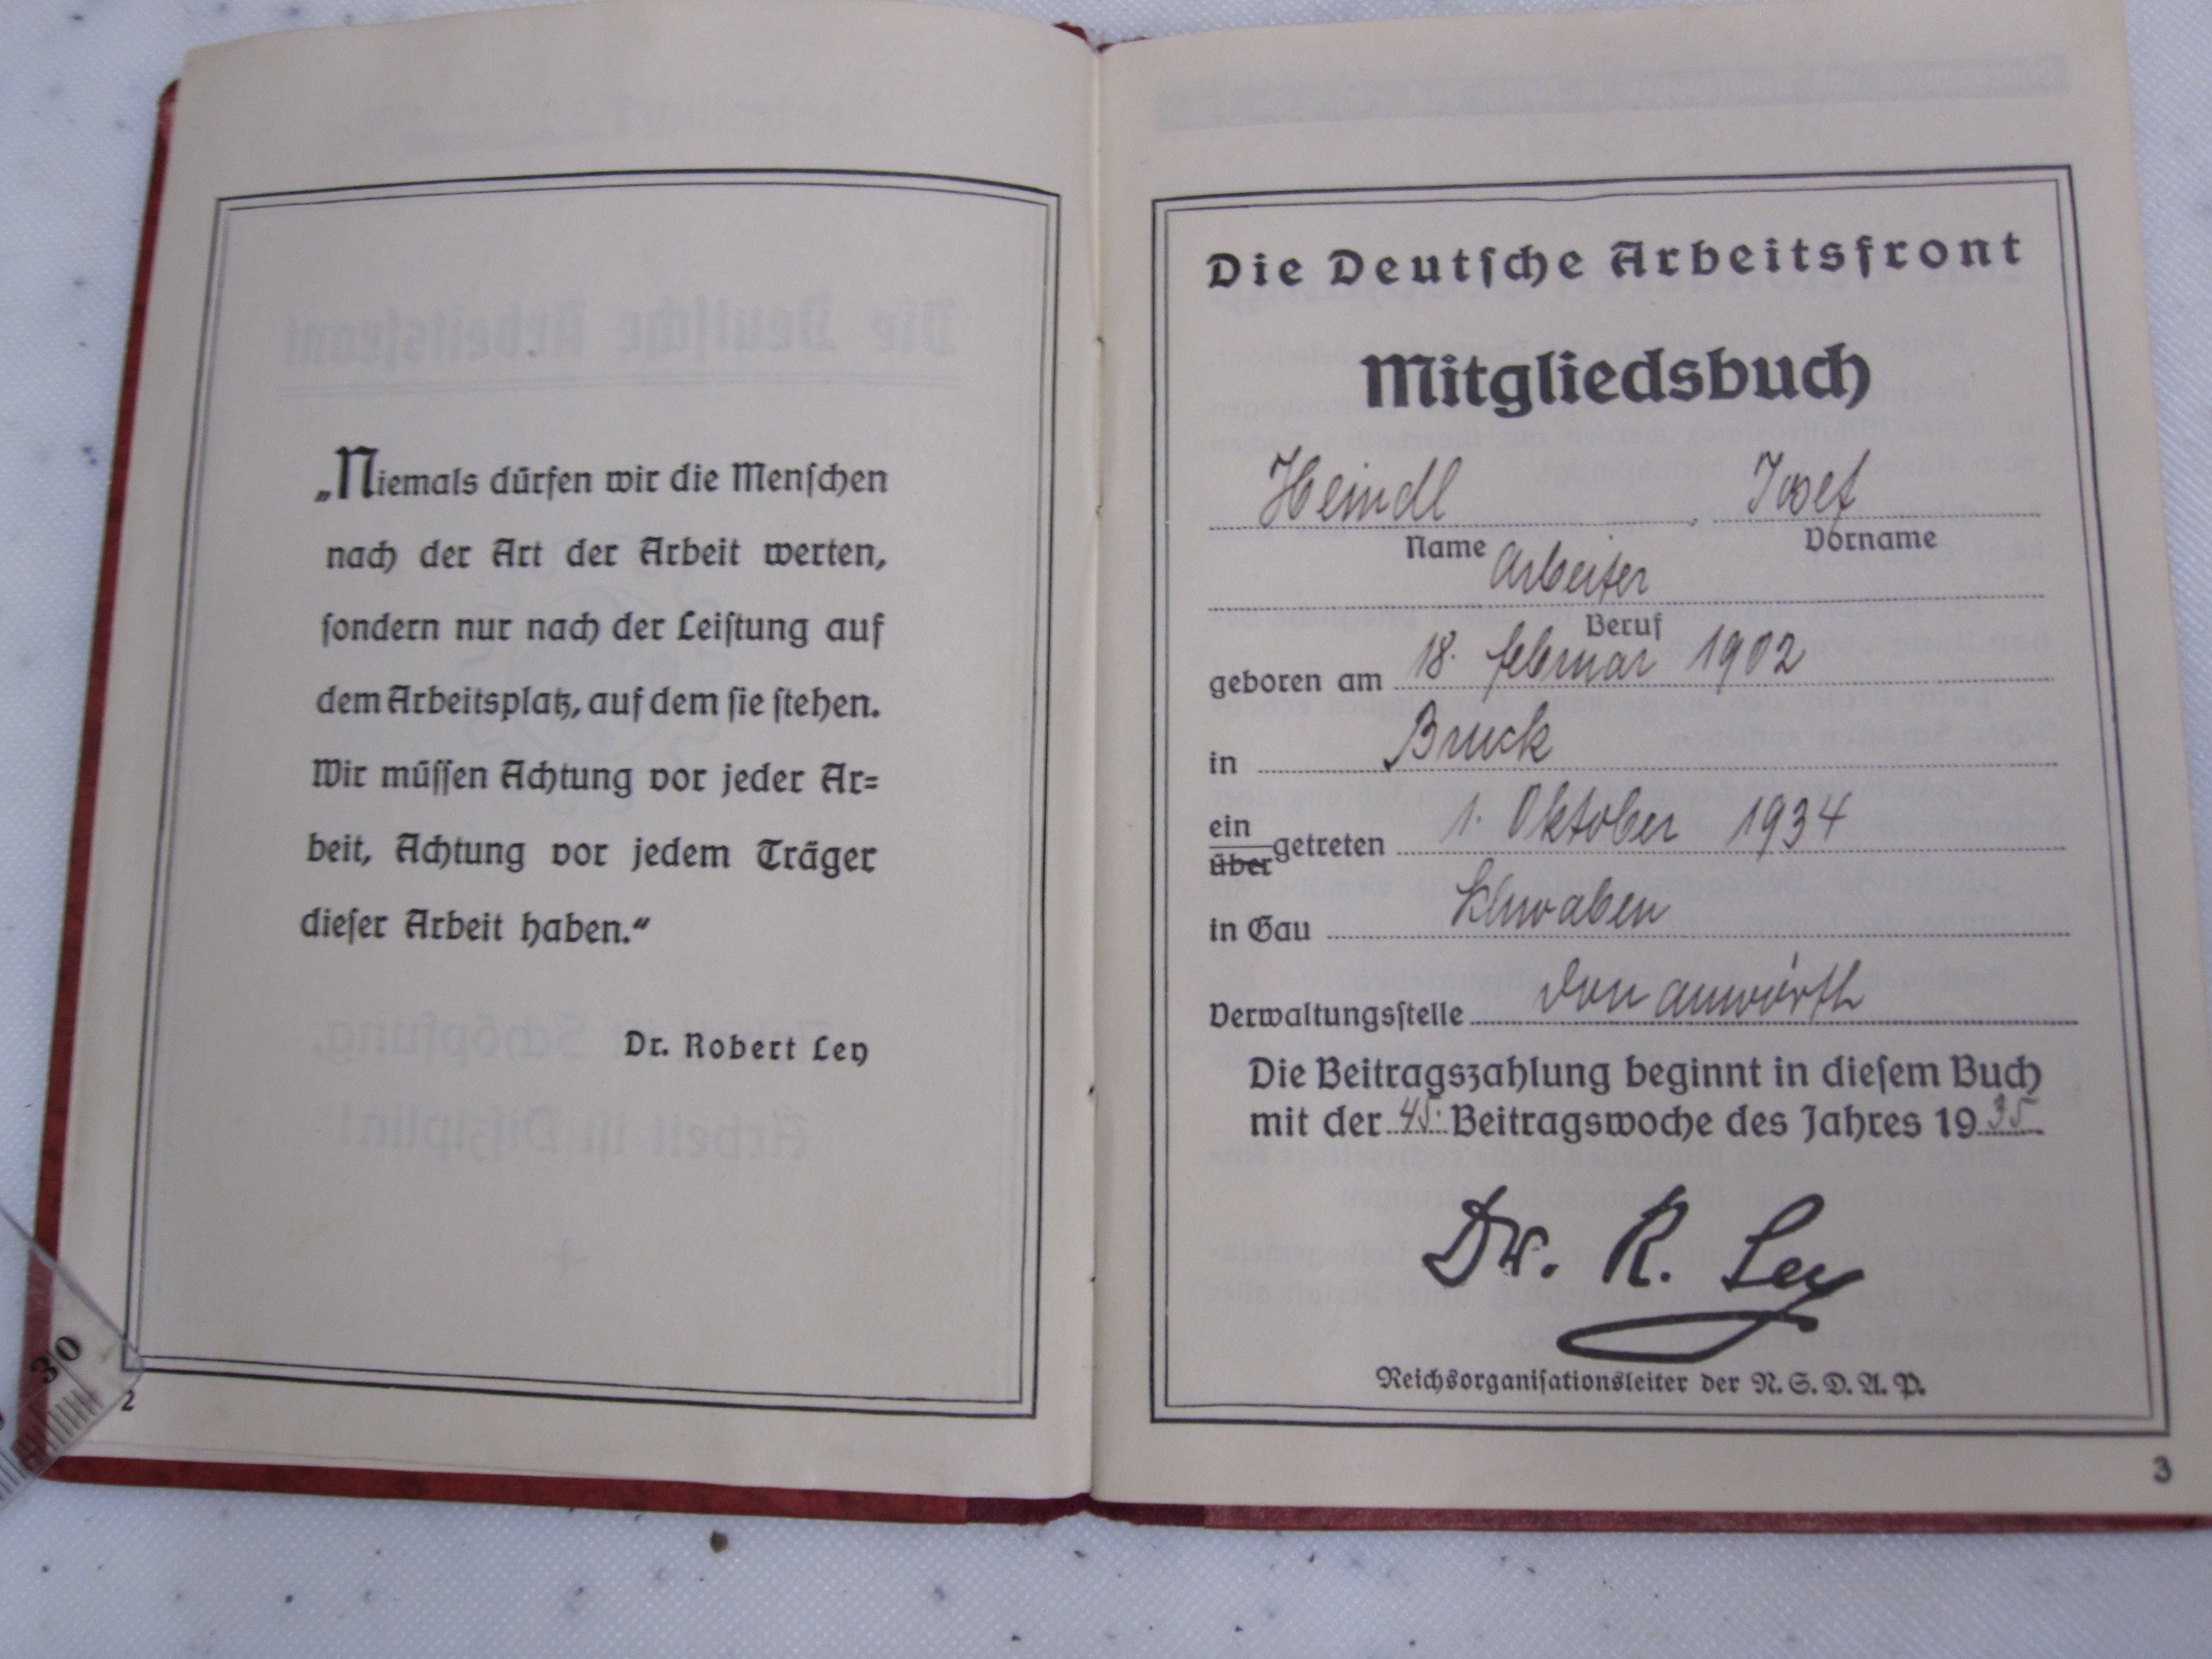 „Niemals dürfen wir die Menschen
nach der Art der Arbeit werten,
sondern nur nach der Leistung auf
dem Arbeitsplatz, auf dem sie stehen.
Wir müssen Achtung vor jeder Ar=
beit, Achtung vor jedem Träger
dieser Arbeit haben.“
Dr. Robert Ley
2
30
Die Deutsche Arbeitsfront
Mitgliedsbuch
Heindl, Josef
Name Vorname
Arbeiter
Beruf
geboren am 18. Februar 1902
in Bruck
ein
über getreten 1. Oktober 1934
in Gau Schwaben
Verwaltungsstelle Donauwörth
Die Beitragszahlung beginnt in diesem Buch
mit der 45. Beitragswoche des Jahres 1935
Dr. R. Ley
Reichsorganisationsleiter der N.S.D.A.P.
3